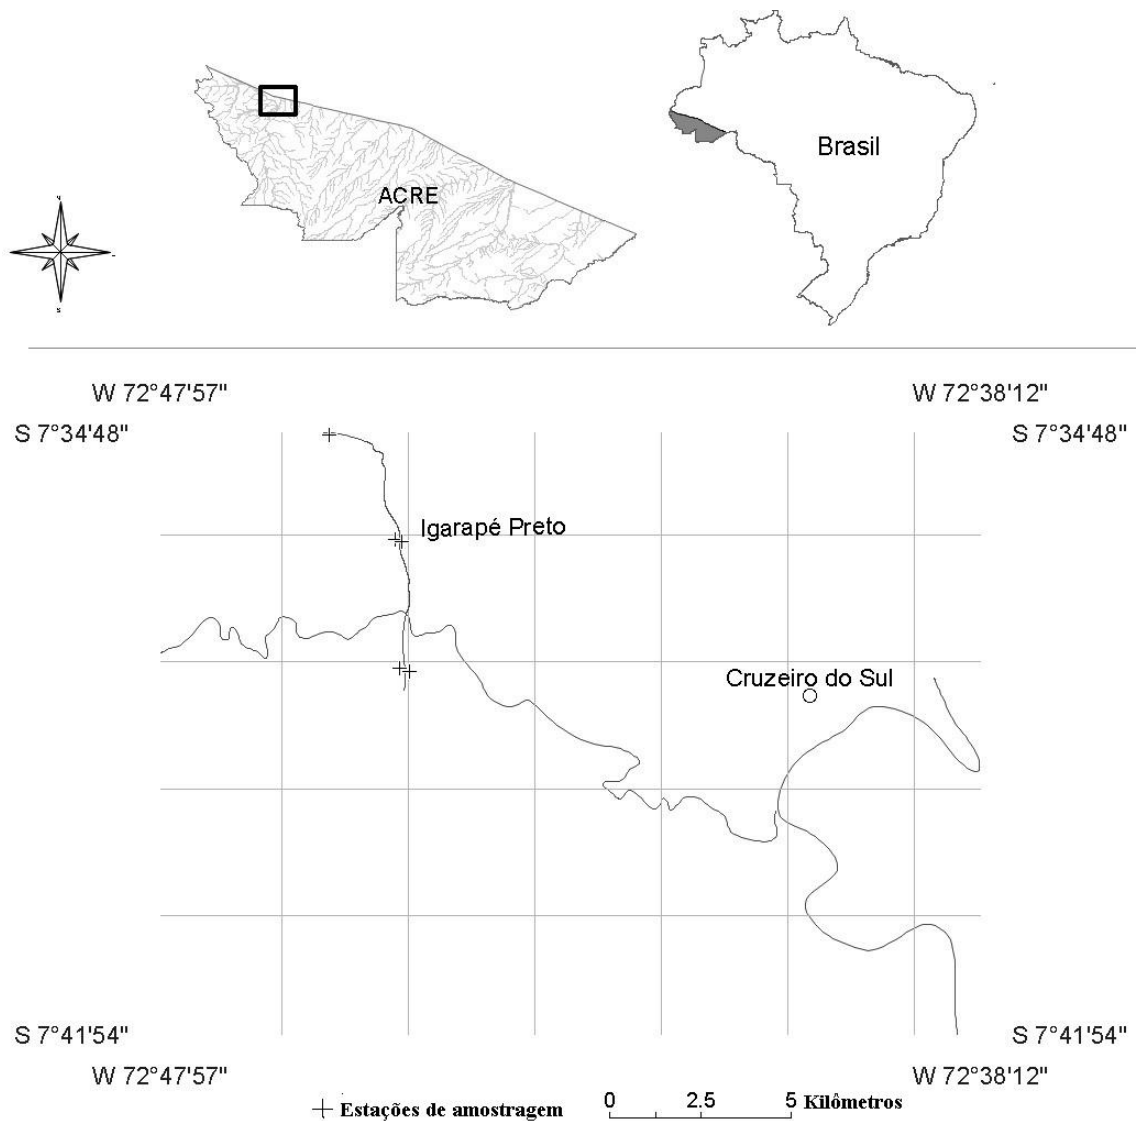 Brasil
ACRE
S
W 72°47'57" W 72°38'12"
S 7°34'48" S 7°34'48"
Igarapé Preto
Cruzeiro do Sul
S 7°41'54" S 7°41'54"
W 72°47'57" W 72°38'12"
Estações de amostragem 0 2.5 5 Kilômetros